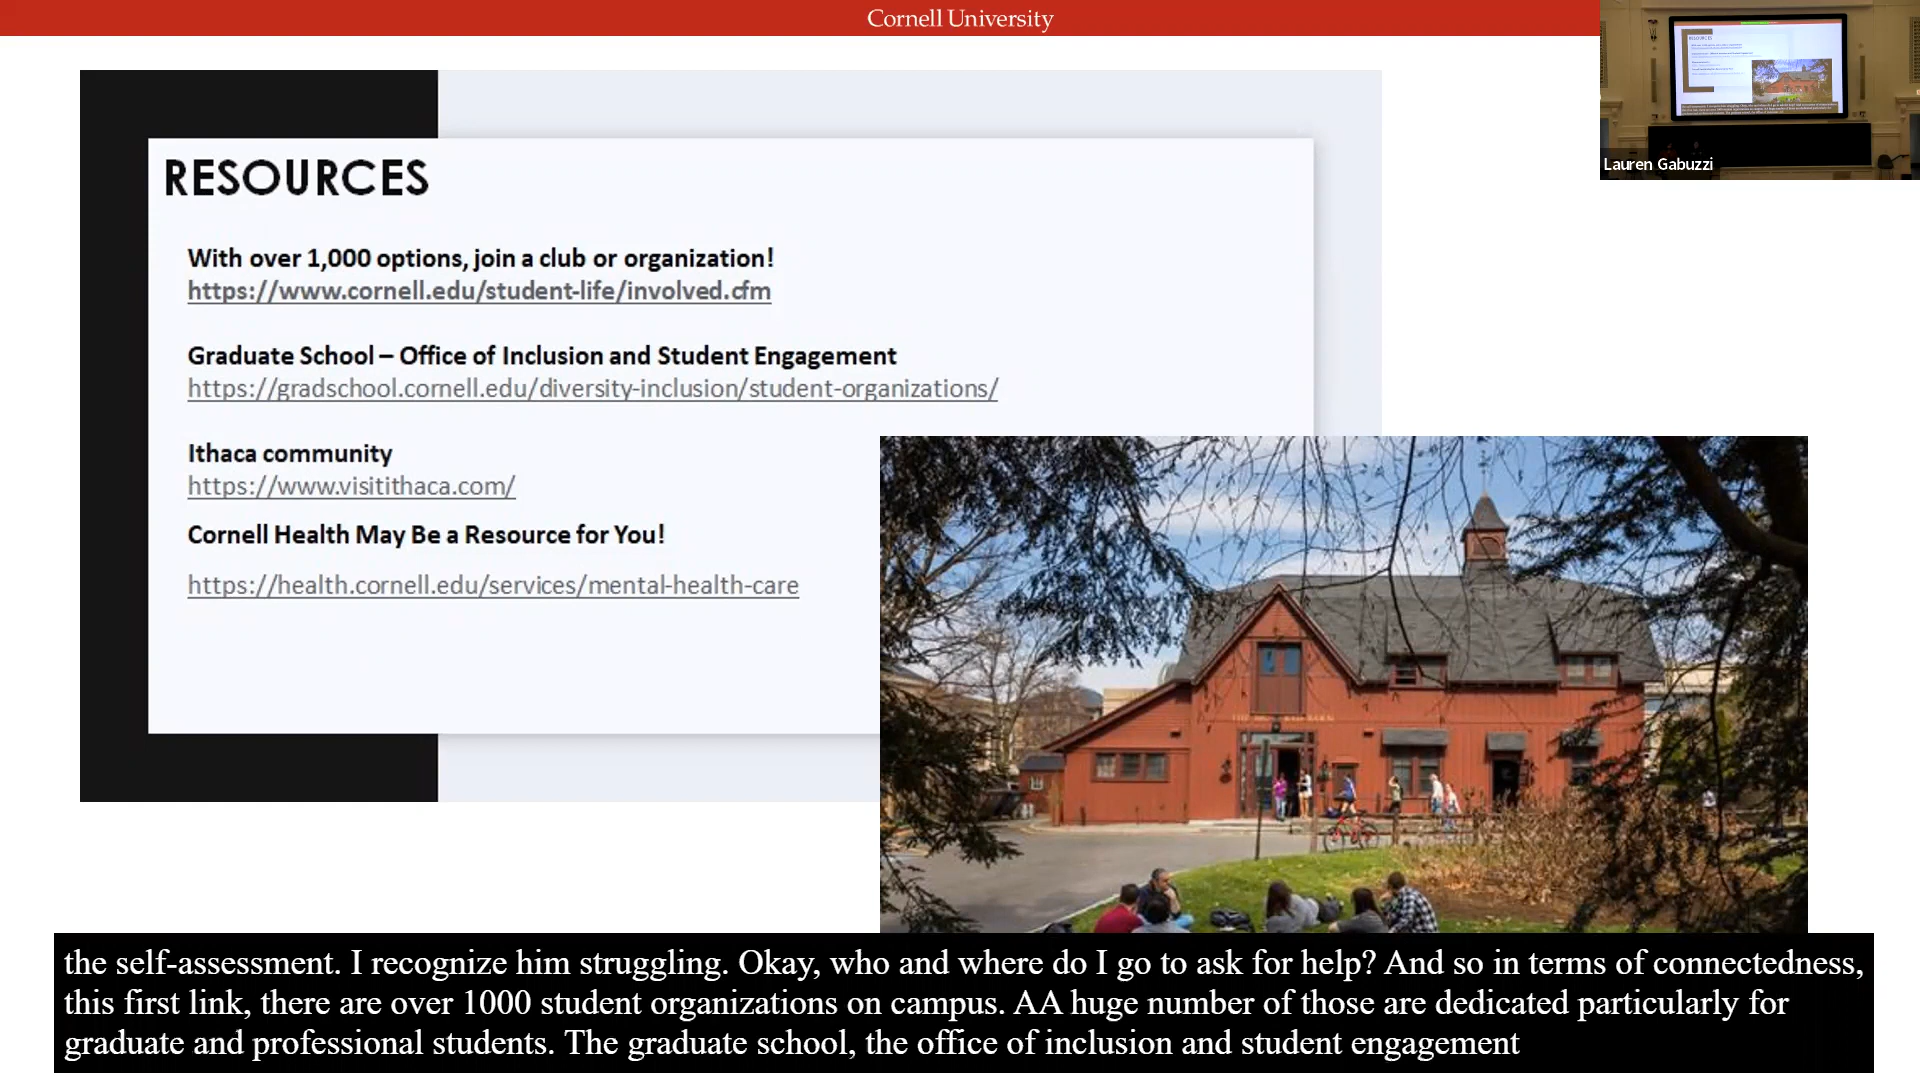 Cornell University
Lauren Gabuzzi
RESOURCES
With over 1,000 options, join a club or organization!
https://www.cornell.edu/student-life/involved.cfm
Graduate School – Office of Inclusion and Student Engagement
https://gradschool.cornell.edu/diversity-inclusion/student-organizations/
Ithaca community
https://www.visitithaca.com/
Cornell Health May Be a Resource for You!
https://health.cornell.edu/services/mental-health-care
the self-assessment. I recognize him struggling. Okay, who and where do I go to ask for help? And so in terms of connectedness,
this first link, there are over 1000 student organizations on campus. AA huge number of those are dedicated particularly for
graduate and professional students. The graduate school, the office of inclusion and student engagement